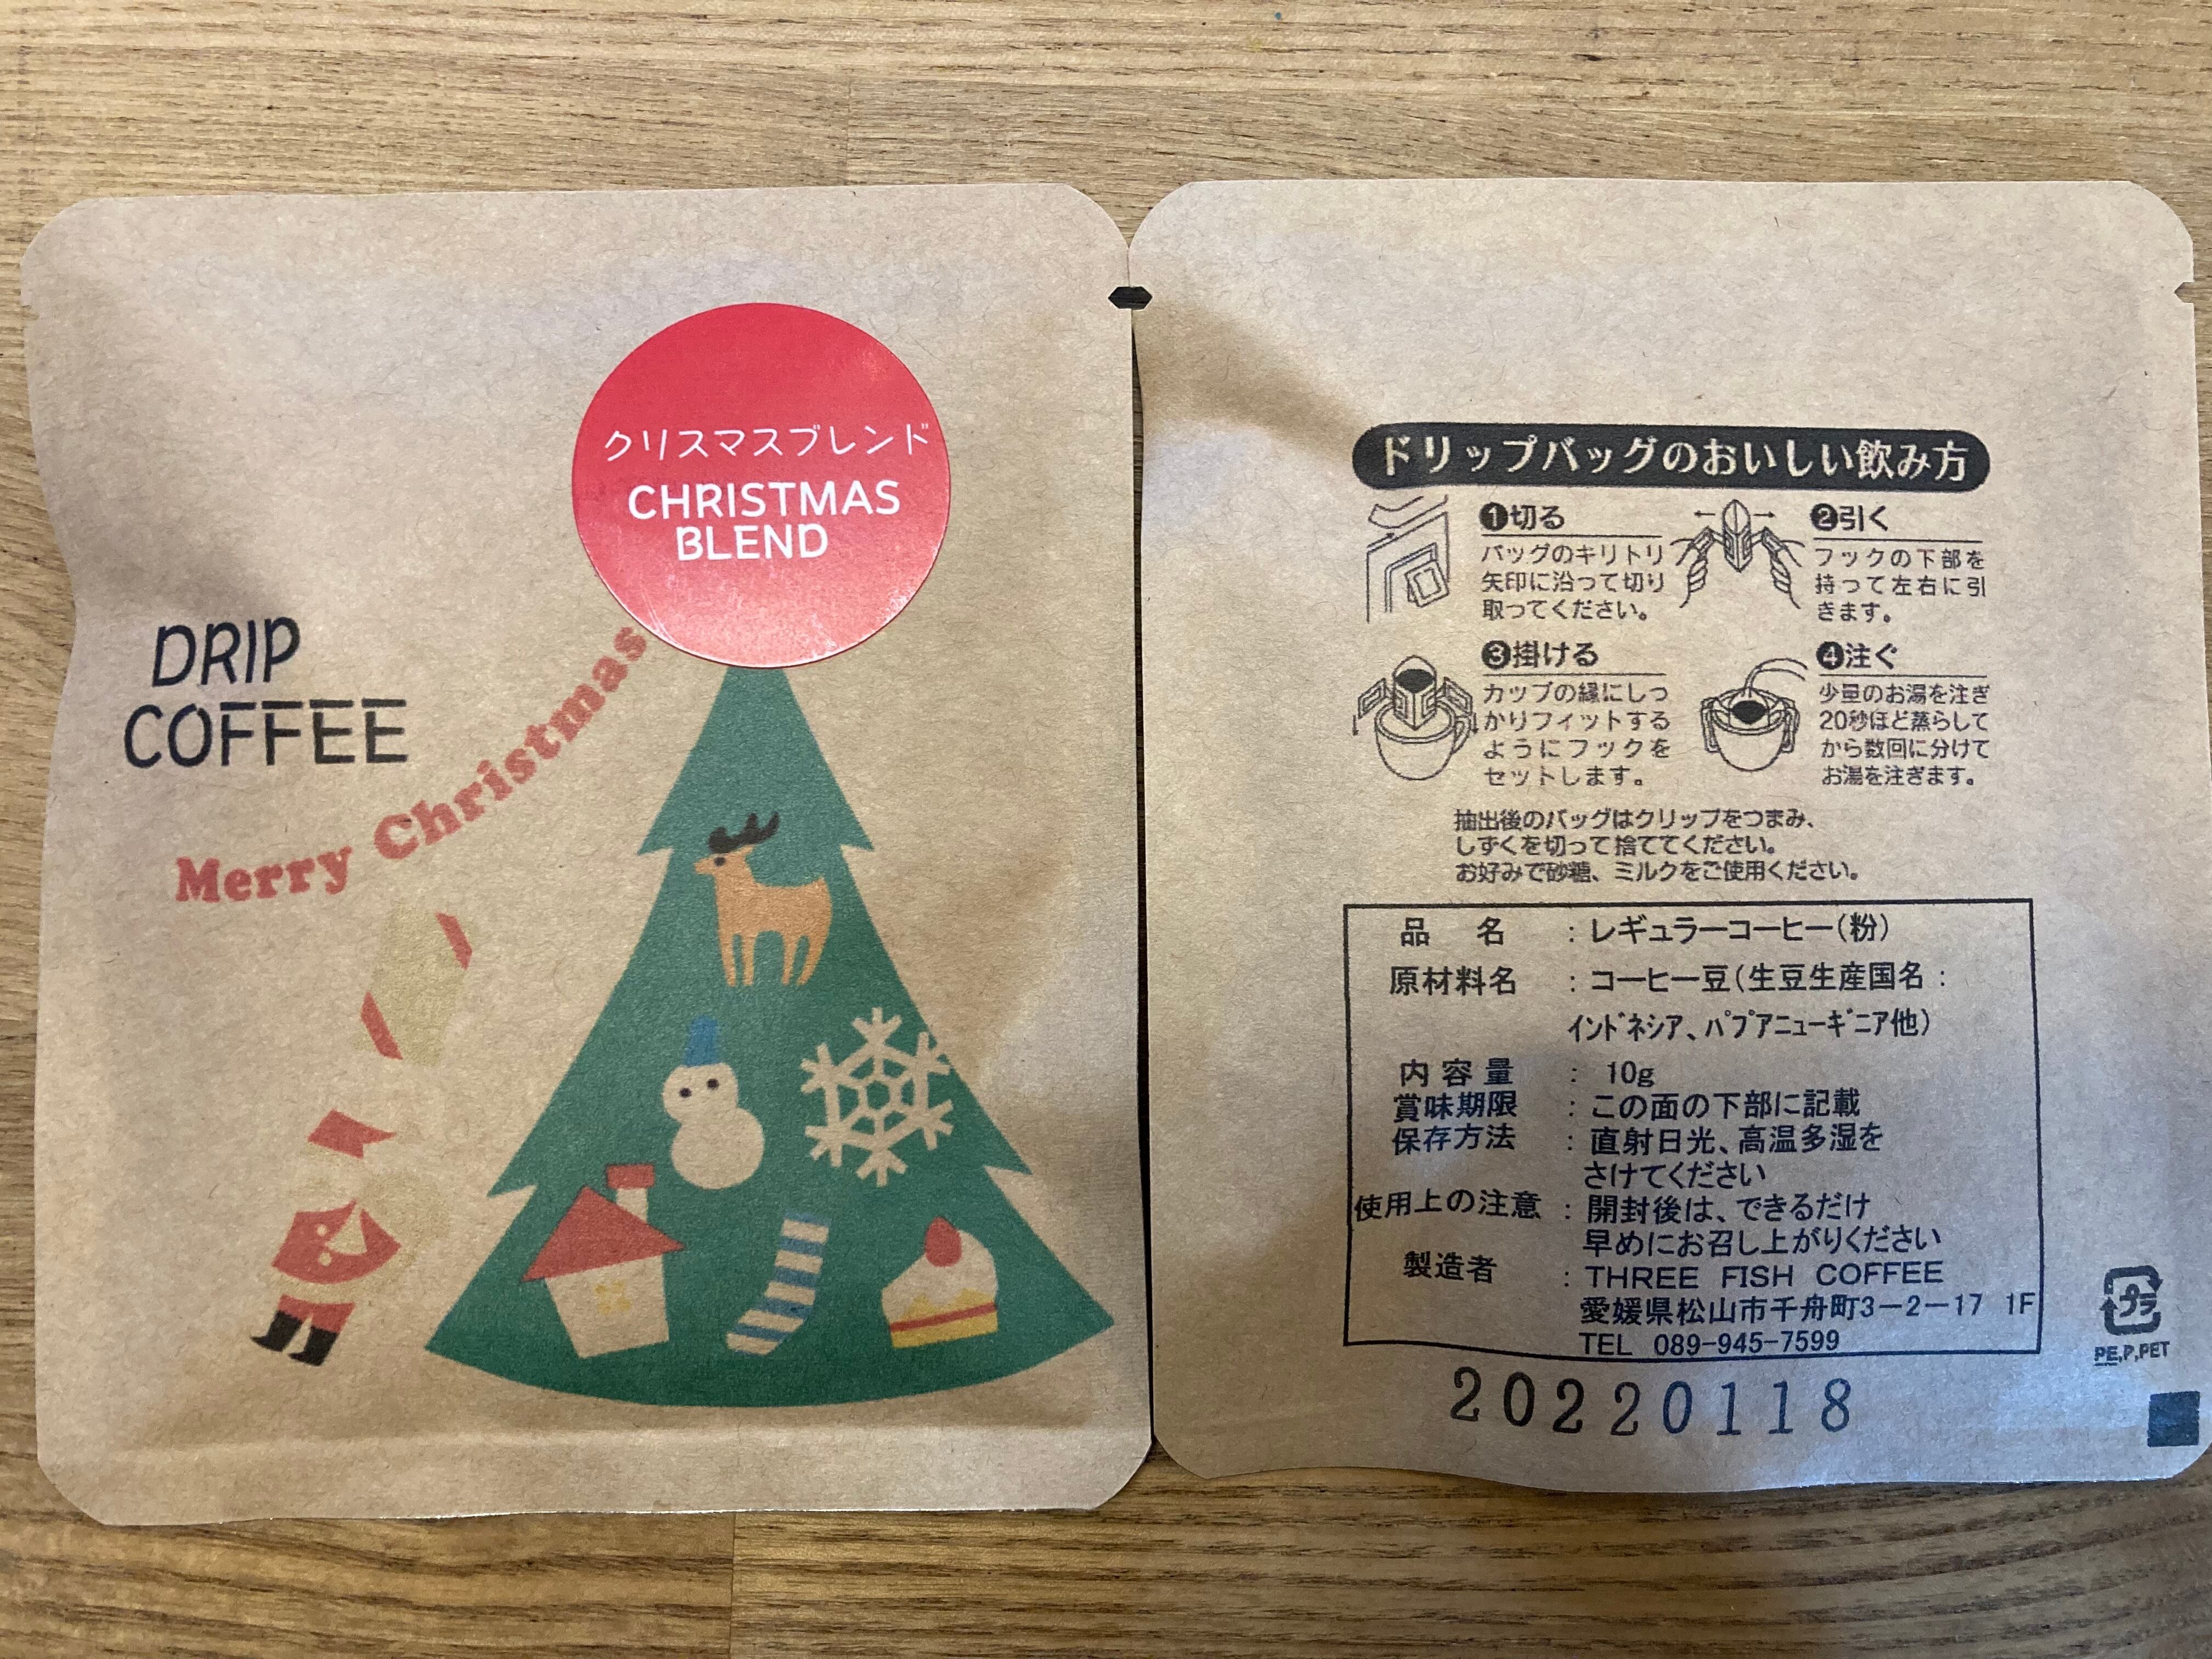 クリスマスブレンド
CHRISTMAS
BLEND
DRIP
COFFEE
Merry Christmas
ドリップバッグのおいしい飲み方
❶切る
バッグのキリトリ
矢印に沿って切り
取ってください。
❷引く
フックの下部を
持って左右に引
きます。
❸掛ける
カップの縁にしっ
かりフィットする
ようにフックを
セットします。
❹注ぐ
少量のお湯を注ぎ
20秒ほど蒸らして
から数回に分けて
お湯を注ぎます。
抽出後のバッグはクリップをつまみ、
しずくを切って捨ててください。
お好みで砂糖、ミルクをご使用ください。
品 名 : レギュラーコーヒー(粉)
原材料名 : コーヒー豆(生豆生産国名:
ｲﾝﾄﾞﾈｼｱ、ﾊﾟﾌﾟｱﾆｭｰｷﾞﾆｱ他)
内容量 : 10g
賞味期限 : この面の下部に記載
保存方法 : 直射日光、高温多湿を
さけてください
使用上の注意 : 開封後は、できるだけ
早めにお召し上がりください
製造者 : THREE FISH COFFEE
愛媛県松山市千舟町3-2-17 1F
TEL 089-945-7599
プラ
PE,P,PET
20220118